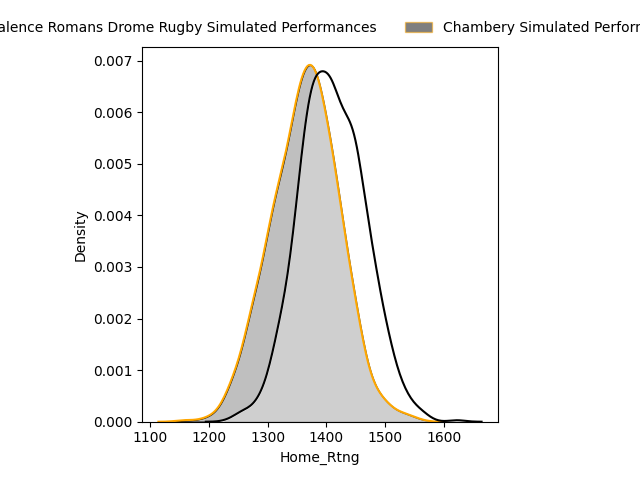 alence Romans Drome Rugby Simulated Performances Chambery Simulated Perfor
0.007
0.006
0.005
0.004
0.003
0.002
0.001
0.000
Density
1100 1200 1300 1400 1500 1600
Home_Rtng